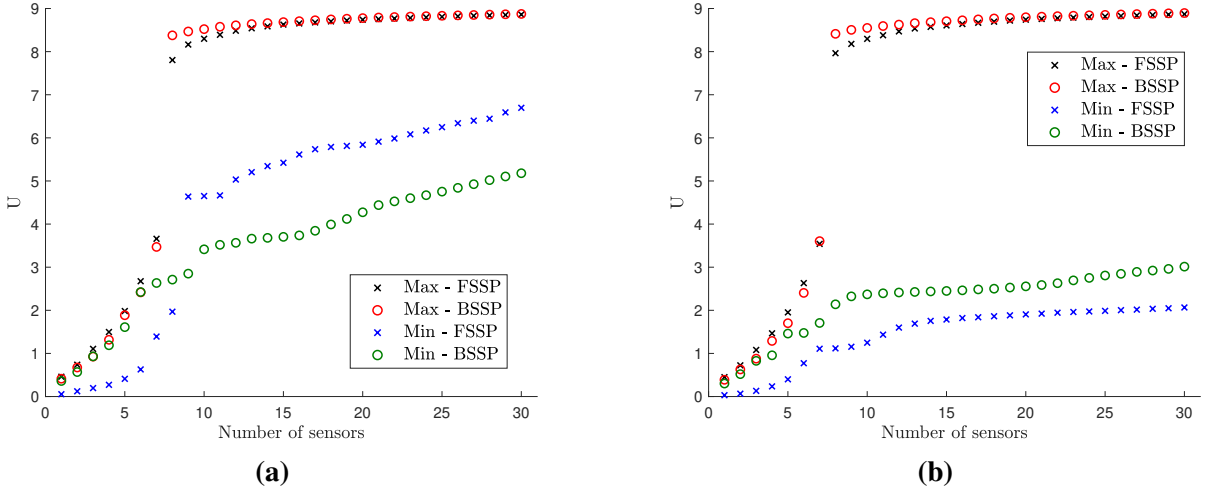 9
8
7
6
5
4
3
2
1
0
U
0 5 10 15 20 25 30
Number of sensors
Max - FSSP
Max - BSSP
Min - FSSP
Min - BSSP
(a)
9
8
7
6
5
4
3
2
1
0
U
0 5 10 15 20 25 30
Number of sensors
Max - FSSP
Max - BSSP
Min - FSSP
Min - BSSP
(b)